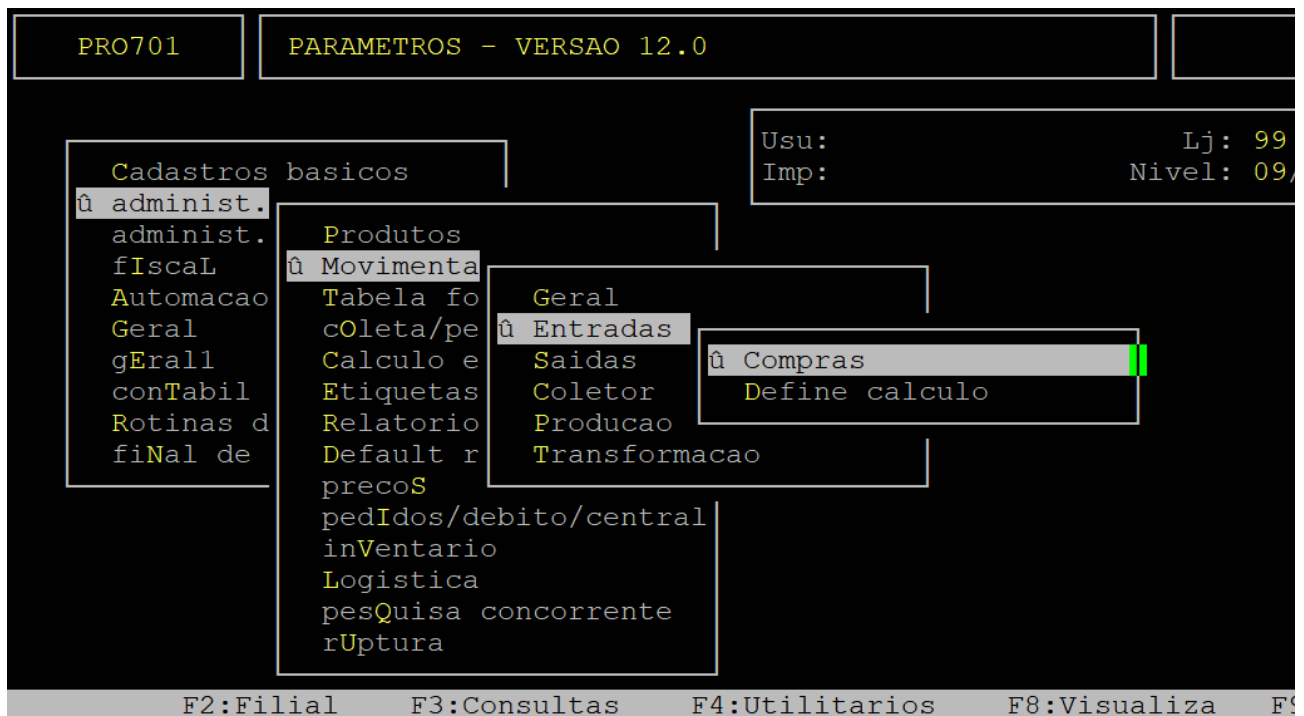 PRO701 PARAMETROS - VERSAO 12.0
Usu: Lj: 99
Cadastros basicos Imp: Nivel: 09/
û administ.
administ. Produtos
fIscaL û Movimenta
Automacao Tabela fo Geral
Geral cOleta/pe û Entradas
gEral1 Calculo e Saidas û Compras
conTabil Etiquetas Coletor Define calculo
Rotinas d Relatorio Producao
fiNal de Default r Transformacao
precoS
pedIdos/debito/central
inVentario
Logistica
pesQuisa concorrente
rUptura
F2:Filial F3:Consultas F4:Utilitarios F8:Visualiza F9